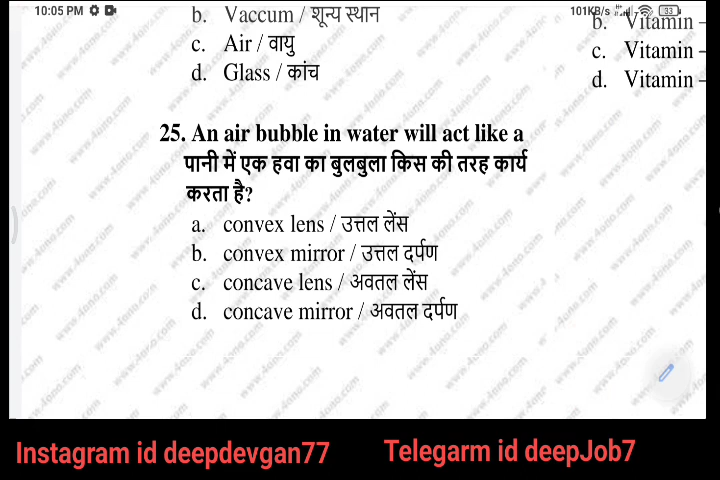 10:05 PM
101KB/s
33
b. Vaccum / शून्य स्थान
c. Air / वायु
d. Glass / कांच
b. Vitamin -
c. Vitamin -
d. Vitamin -
25. An air bubble in water will act like a
पानी में एक हवा का बुलबुला किस की तरह कार्य
करता है?
a. convex lens / उत्तल लेंस
b. convex mirror / उत्तल दर्पण
c. concave lens / अवतल लेंस
d. concave mirror / अवतल दर्पण
Instagram id deepdevgan77
Telegarm id deepJob7